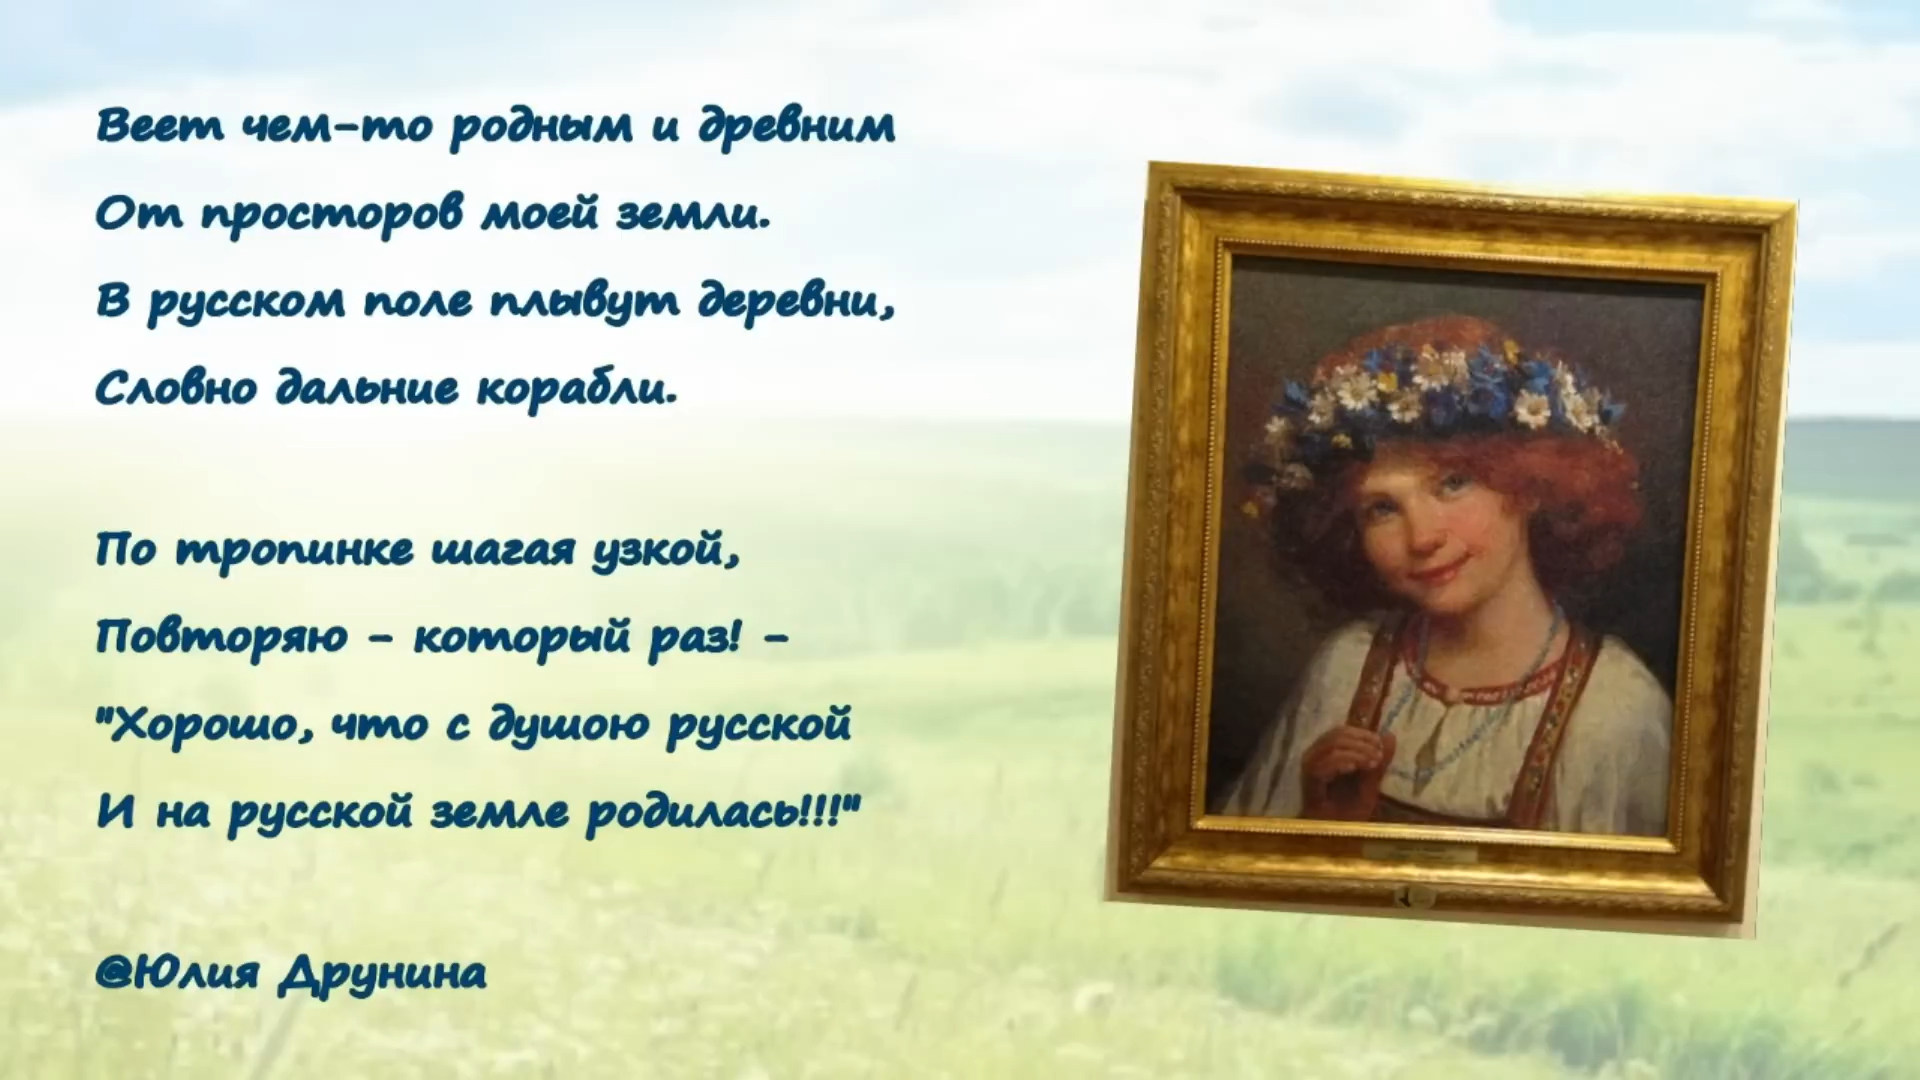 Веет чем-то родным и древним
От просторов моей земли.
В русском поле плывут деревни,
Словно дальние корабли.
По тропинке шагая узкой,
Повторяю - который раз! -
"Хорошо, что с душою русской
И на русской земле родилась!!!"
@Юлия Друнина